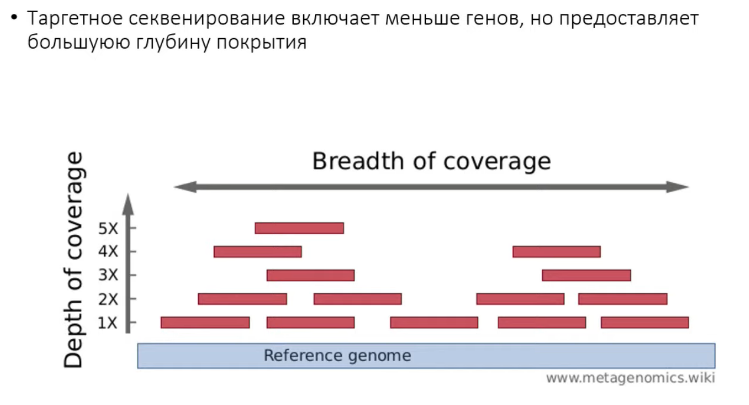 • Таргетное секвенирование включает меньше генов, но предоставляет
большуюю глубину покрытия
Breadth of coverage
Depth of coverage
5X
4X
3X
2X
1X
Reference genome
www.metagenomics.wiki